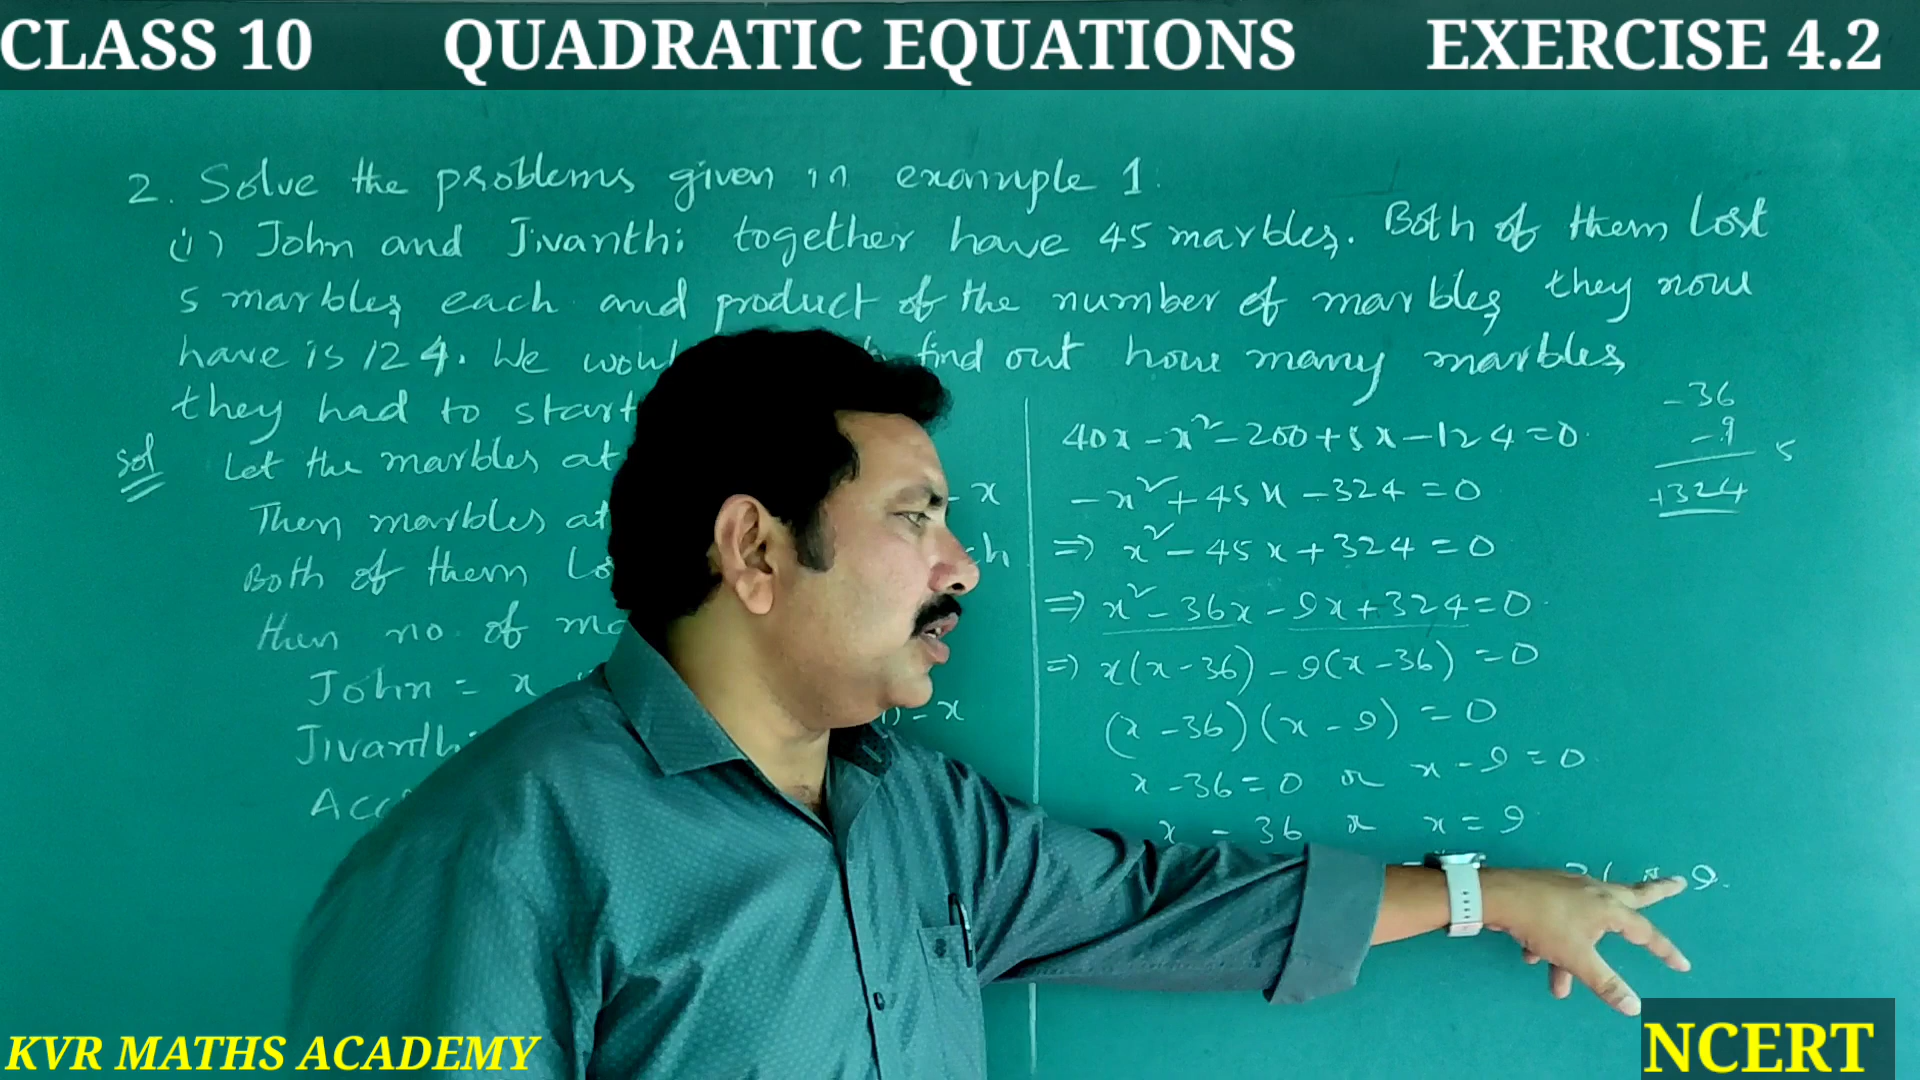 CLASS 10 QUADRATIC EQUATIONS EXERCISE 4.2
2. Solve the problems given in example 1.
(i) John and Jivanthi together have 45 marbles. Both of them lost
5 marbles each and product of the number of marbles they now
have is 124. We find out how many marbles
they had to start
Sol Let the marbles at
Then marbles at - x
Both of them
then no. of
John = x
Jivanthi - x
40x - x² - 200 + 5x - 124 = 0
- x² + 45x - 324 = 0
=> x² - 45x + 324 = 0
=> x² - 36x - 9x + 324 = 0
=> x(x - 36) - 9(x - 36) = 0
(x - 36)(x - 9) = 0
x - 36 = 0 or x - 9 = 0
x = 36 or x = 9
9.
-36
-9
5
+324
KVR MATHS ACADEMY
NCERT